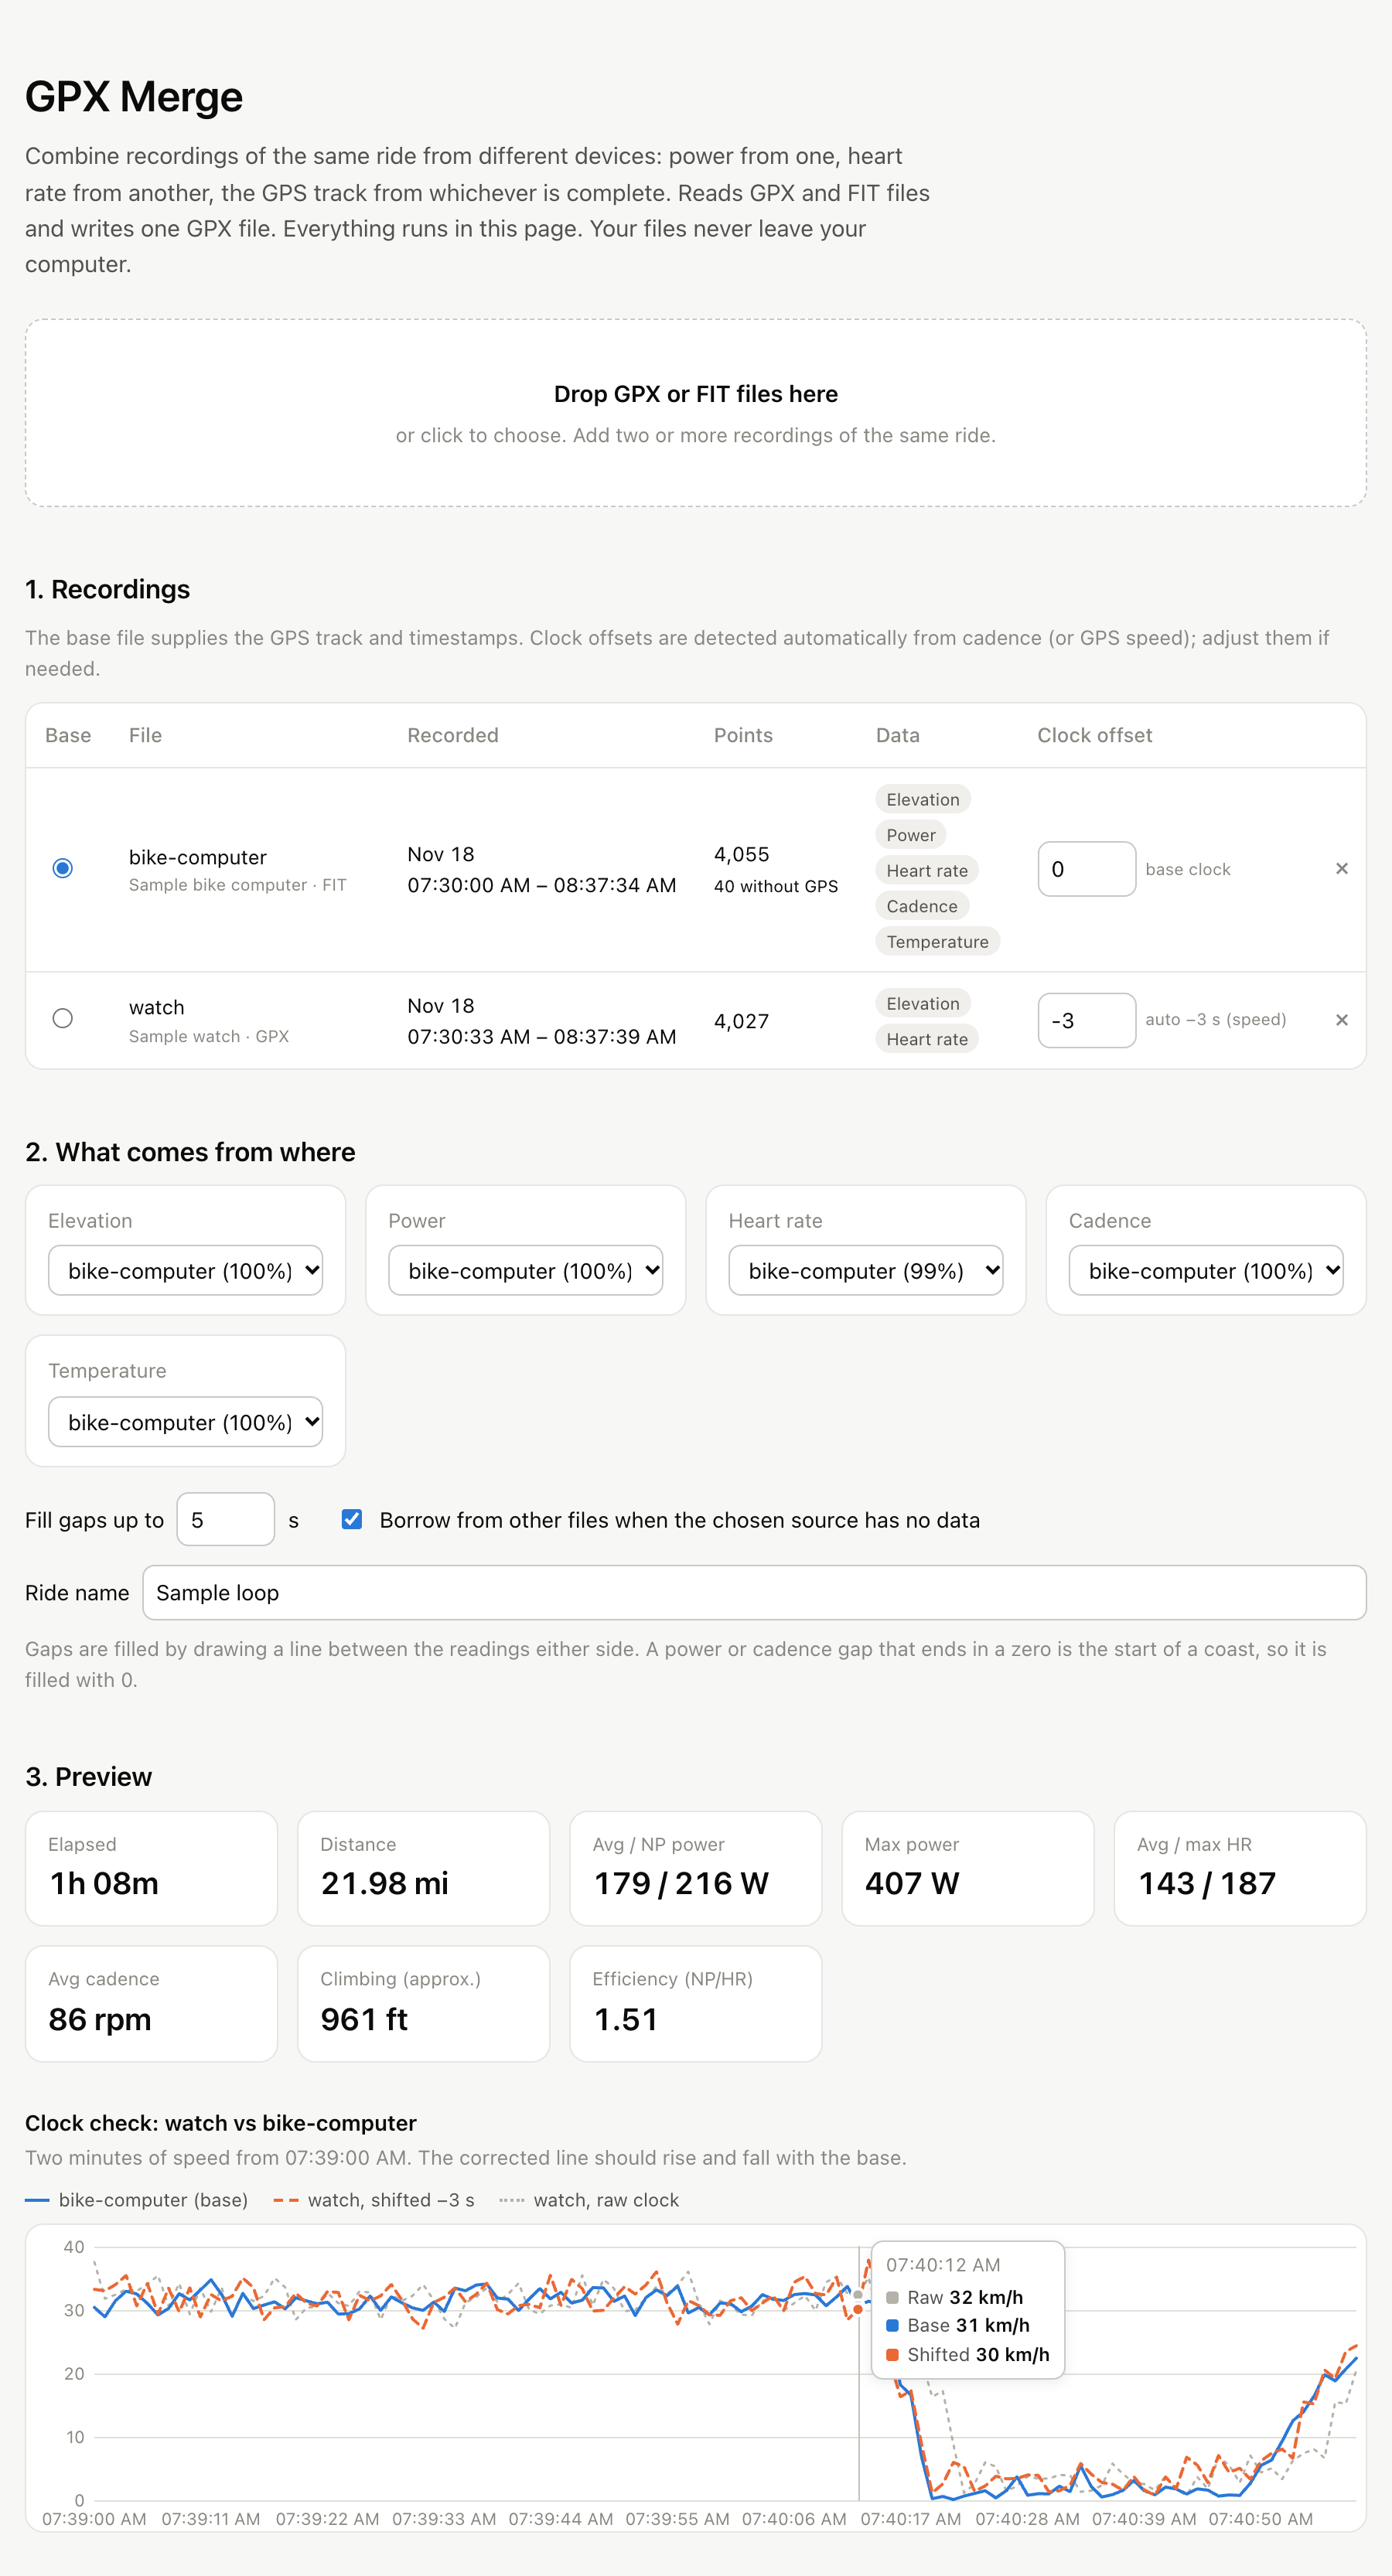 GPX Merge
Combine recordings of the same ride from different devices: power from one, heart
rate from another, the GPS track from whichever is complete. Reads GPX and FIT files
and writes one GPX file. Everything runs in this page. Your files never leave your
computer.
Drop GPX or FIT files here
or click to choose. Add two or more recordings of the same ride.
1. Recordings
The base file supplies the GPS track and timestamps. Clock offsets are detected automatically from cadence (or GPS speed); adjust them if
needed.
Base File Recorded Points Data Clock offset
bike-computer
Sample bike computer · FIT
Nov 18
07:30:00 AM – 08:37:34 AM
4,055
40 without GPS
Elevation
Power
Heart rate
Cadence
Temperature
0 base clock ×
watch
Sample watch · GPX
Nov 18
07:30:33 AM – 08:37:39 AM
4,027
Elevation
Heart rate
-3 auto −3 s (speed) ×
2. What comes from where
Elevation
bike-computer (100%)
Power
bike-computer (100%)
Heart rate
bike-computer (99%)
Cadence
bike-computer (100%)
Temperature
bike-computer (100%)
Fill gaps up to 5 s Borrow from other files when the chosen source has no data
Ride name Sample loop
Gaps are filled by drawing a line between the readings either side. A power or cadence gap that ends in a zero is the start of a coast, so it is
filled with 0.
3. Preview
Elapsed
1h 08m
Distance
21.98 mi
Avg / NP power
179 / 216 W
Max power
407 W
Avg / max HR
143 / 187
Avg cadence
86 rpm
Climbing (approx.)
961 ft
Efficiency (NP/HR)
1.51
Clock check: watch vs bike-computer
Two minutes of speed from 07:39:00 AM. The corrected line should rise and fall with the base.
bike-computer (base) watch, shifted −3 s watch, raw clock
40
30
20
10
0
07:40:12 AM
Raw 32 km/h
Base 31 km/h
Shifted 30 km/h
07:39:00 AM 07:39:11 AM 07:39:22 AM 07:39:33 AM 07:39:44 AM 07:39:55 AM 07:40:06 AM 07:40:17 AM 07:40:28 AM 07:40:39 AM 07:40:50 AM